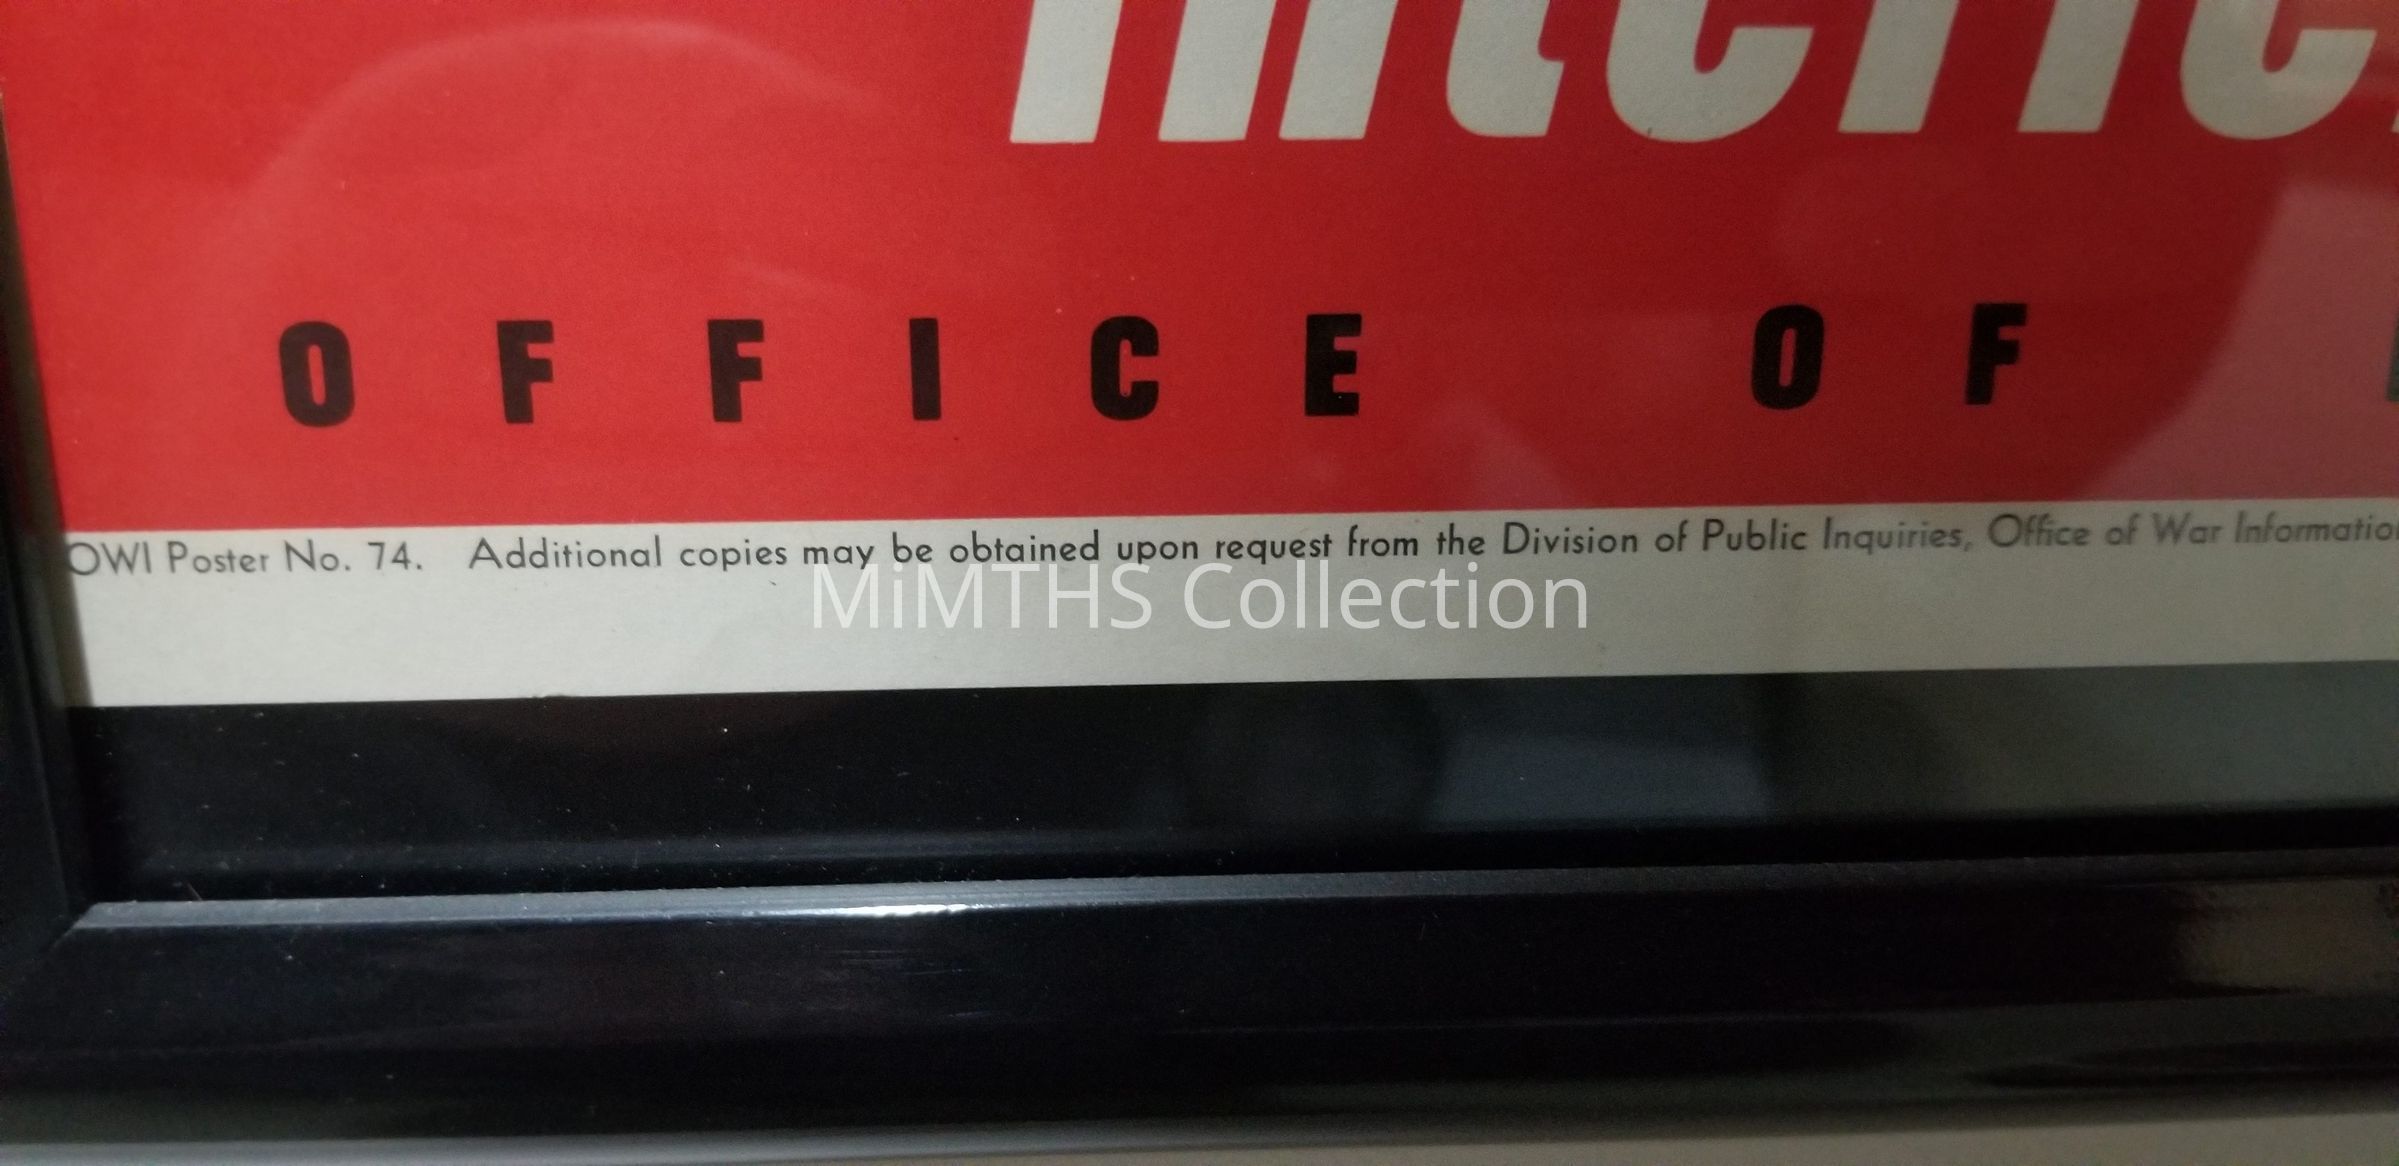 OFFICE OF
OWI Poster No. 74. Additional copies may be obtained upon request from the Division of Public Inquiries, Office of War Information
MiMTHS Collection